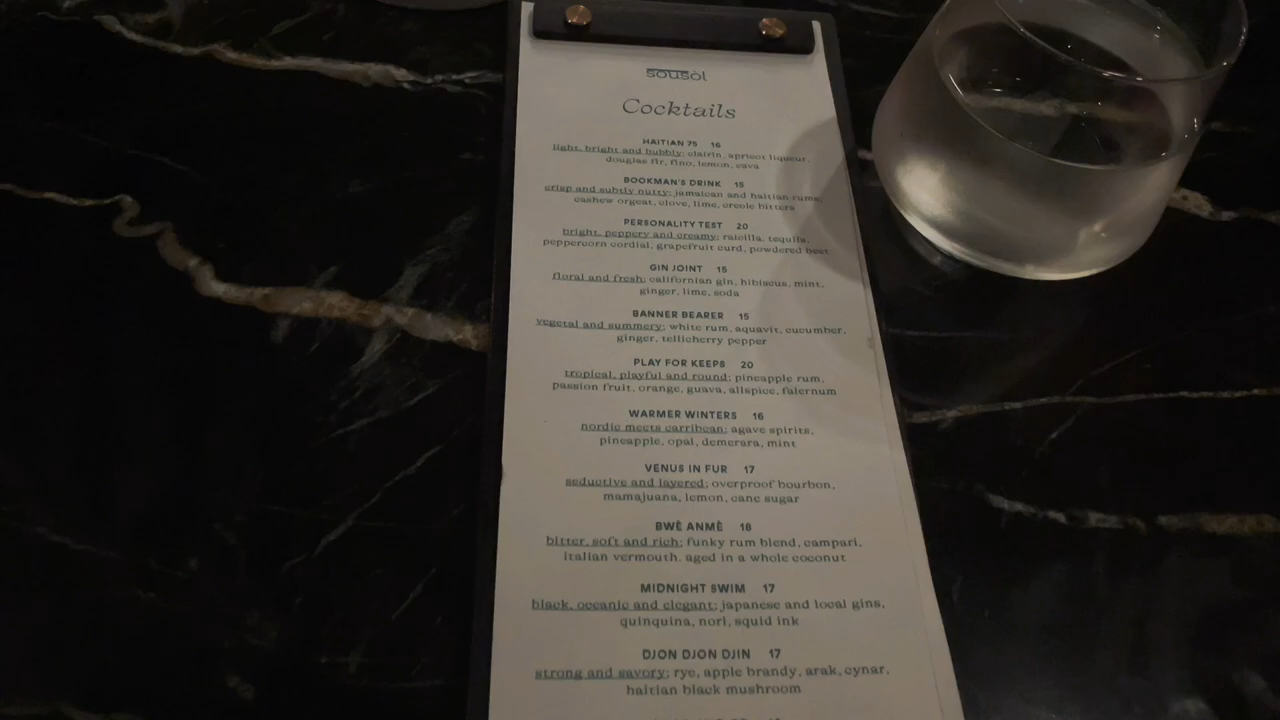 sousòl
Cocktails
HAITIAN 75 16
light, bright and bubbly: clairin, apricot liqueur,
douglas fir, fino, lemon, cava
BOOKMAN'S DRINK 15
crisp and subtly nutty: jamaican and haitian rums,
cashew orgeat, clove, lime, creole bitters
PERSONALITY TEST 20
bright, peppery and creamy: raicilla, tequila,
peppercorn cordial, grapefruit curd, powdered beet
GIN JOINT 15
floral and fresh: californian gin, hibiscus, mint,
ginger, lime, soda
BANNER BEARER 15
vegetal and summery: white rum, aquavit, cucumber,
ginger, tellicherry pepper
PLAY FOR KEEPS 20
tropical, playful and round: pineapple rum,
passion fruit, orange, guava, allspice, falernum
WARMER WINTERS 16
nordic meets carribean: agave spirits,
pineapple, opal, demerara, mint
VENUS IN FUR 17
seductive and layered: overproof bourbon,
mamajuana, lemon, cane sugar
BWÈ ANMÈ 18
bitter, soft and rich: funky rum blend, campari,
italian vermouth. aged in a whole coconut
MIDNIGHT SWIM 17
black, oceanic and elegant: japanese and local gins,
quinquina, nori, squid ink
DJON DJON DJIN 17
strong and savory: rye, apple brandy, arak, cynar,
haitian black mushroom